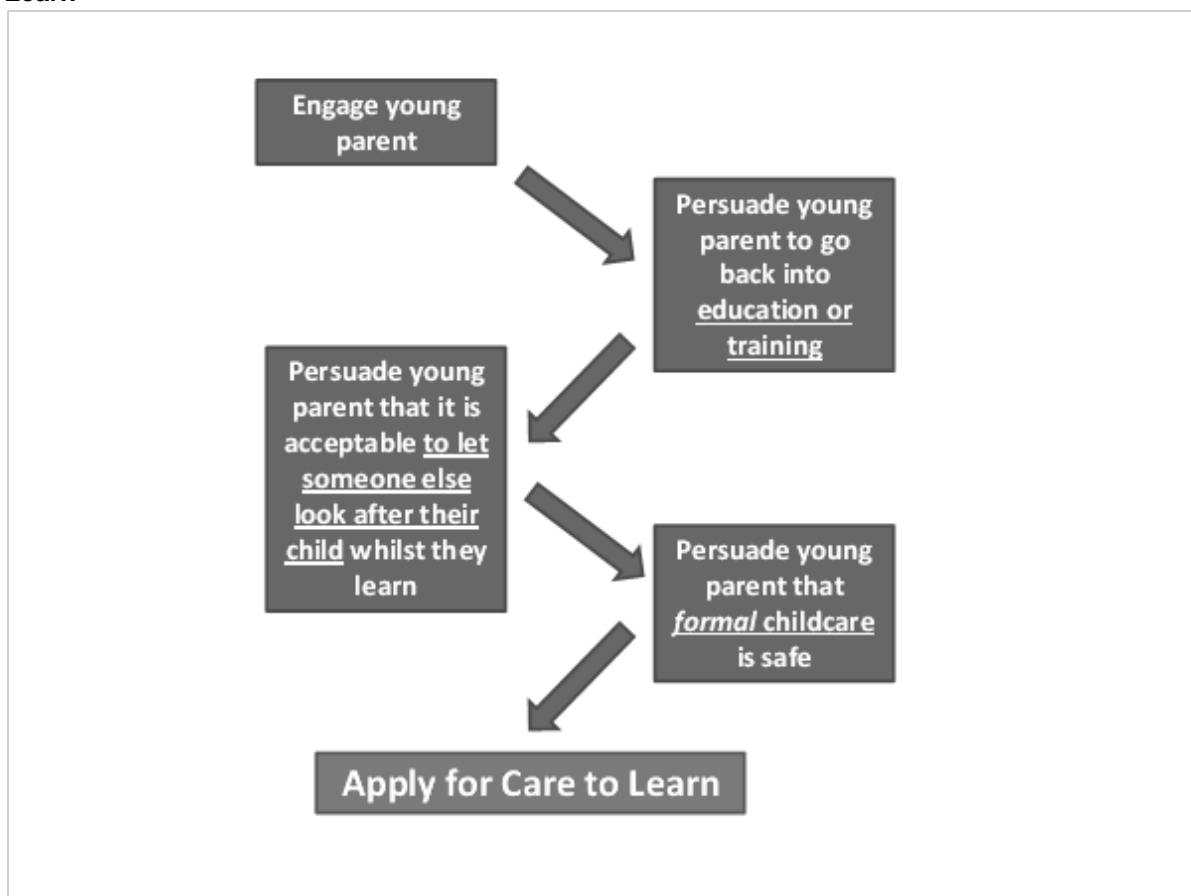 Engage young
parent
Persuade young
parent to go
back into
education or
training
Persuade young
parent that it is
acceptable to let
someone else
look after their
child whilst they
learn
Persuade young
parent that
formal childcare
is safe
Apply for Care to Learn